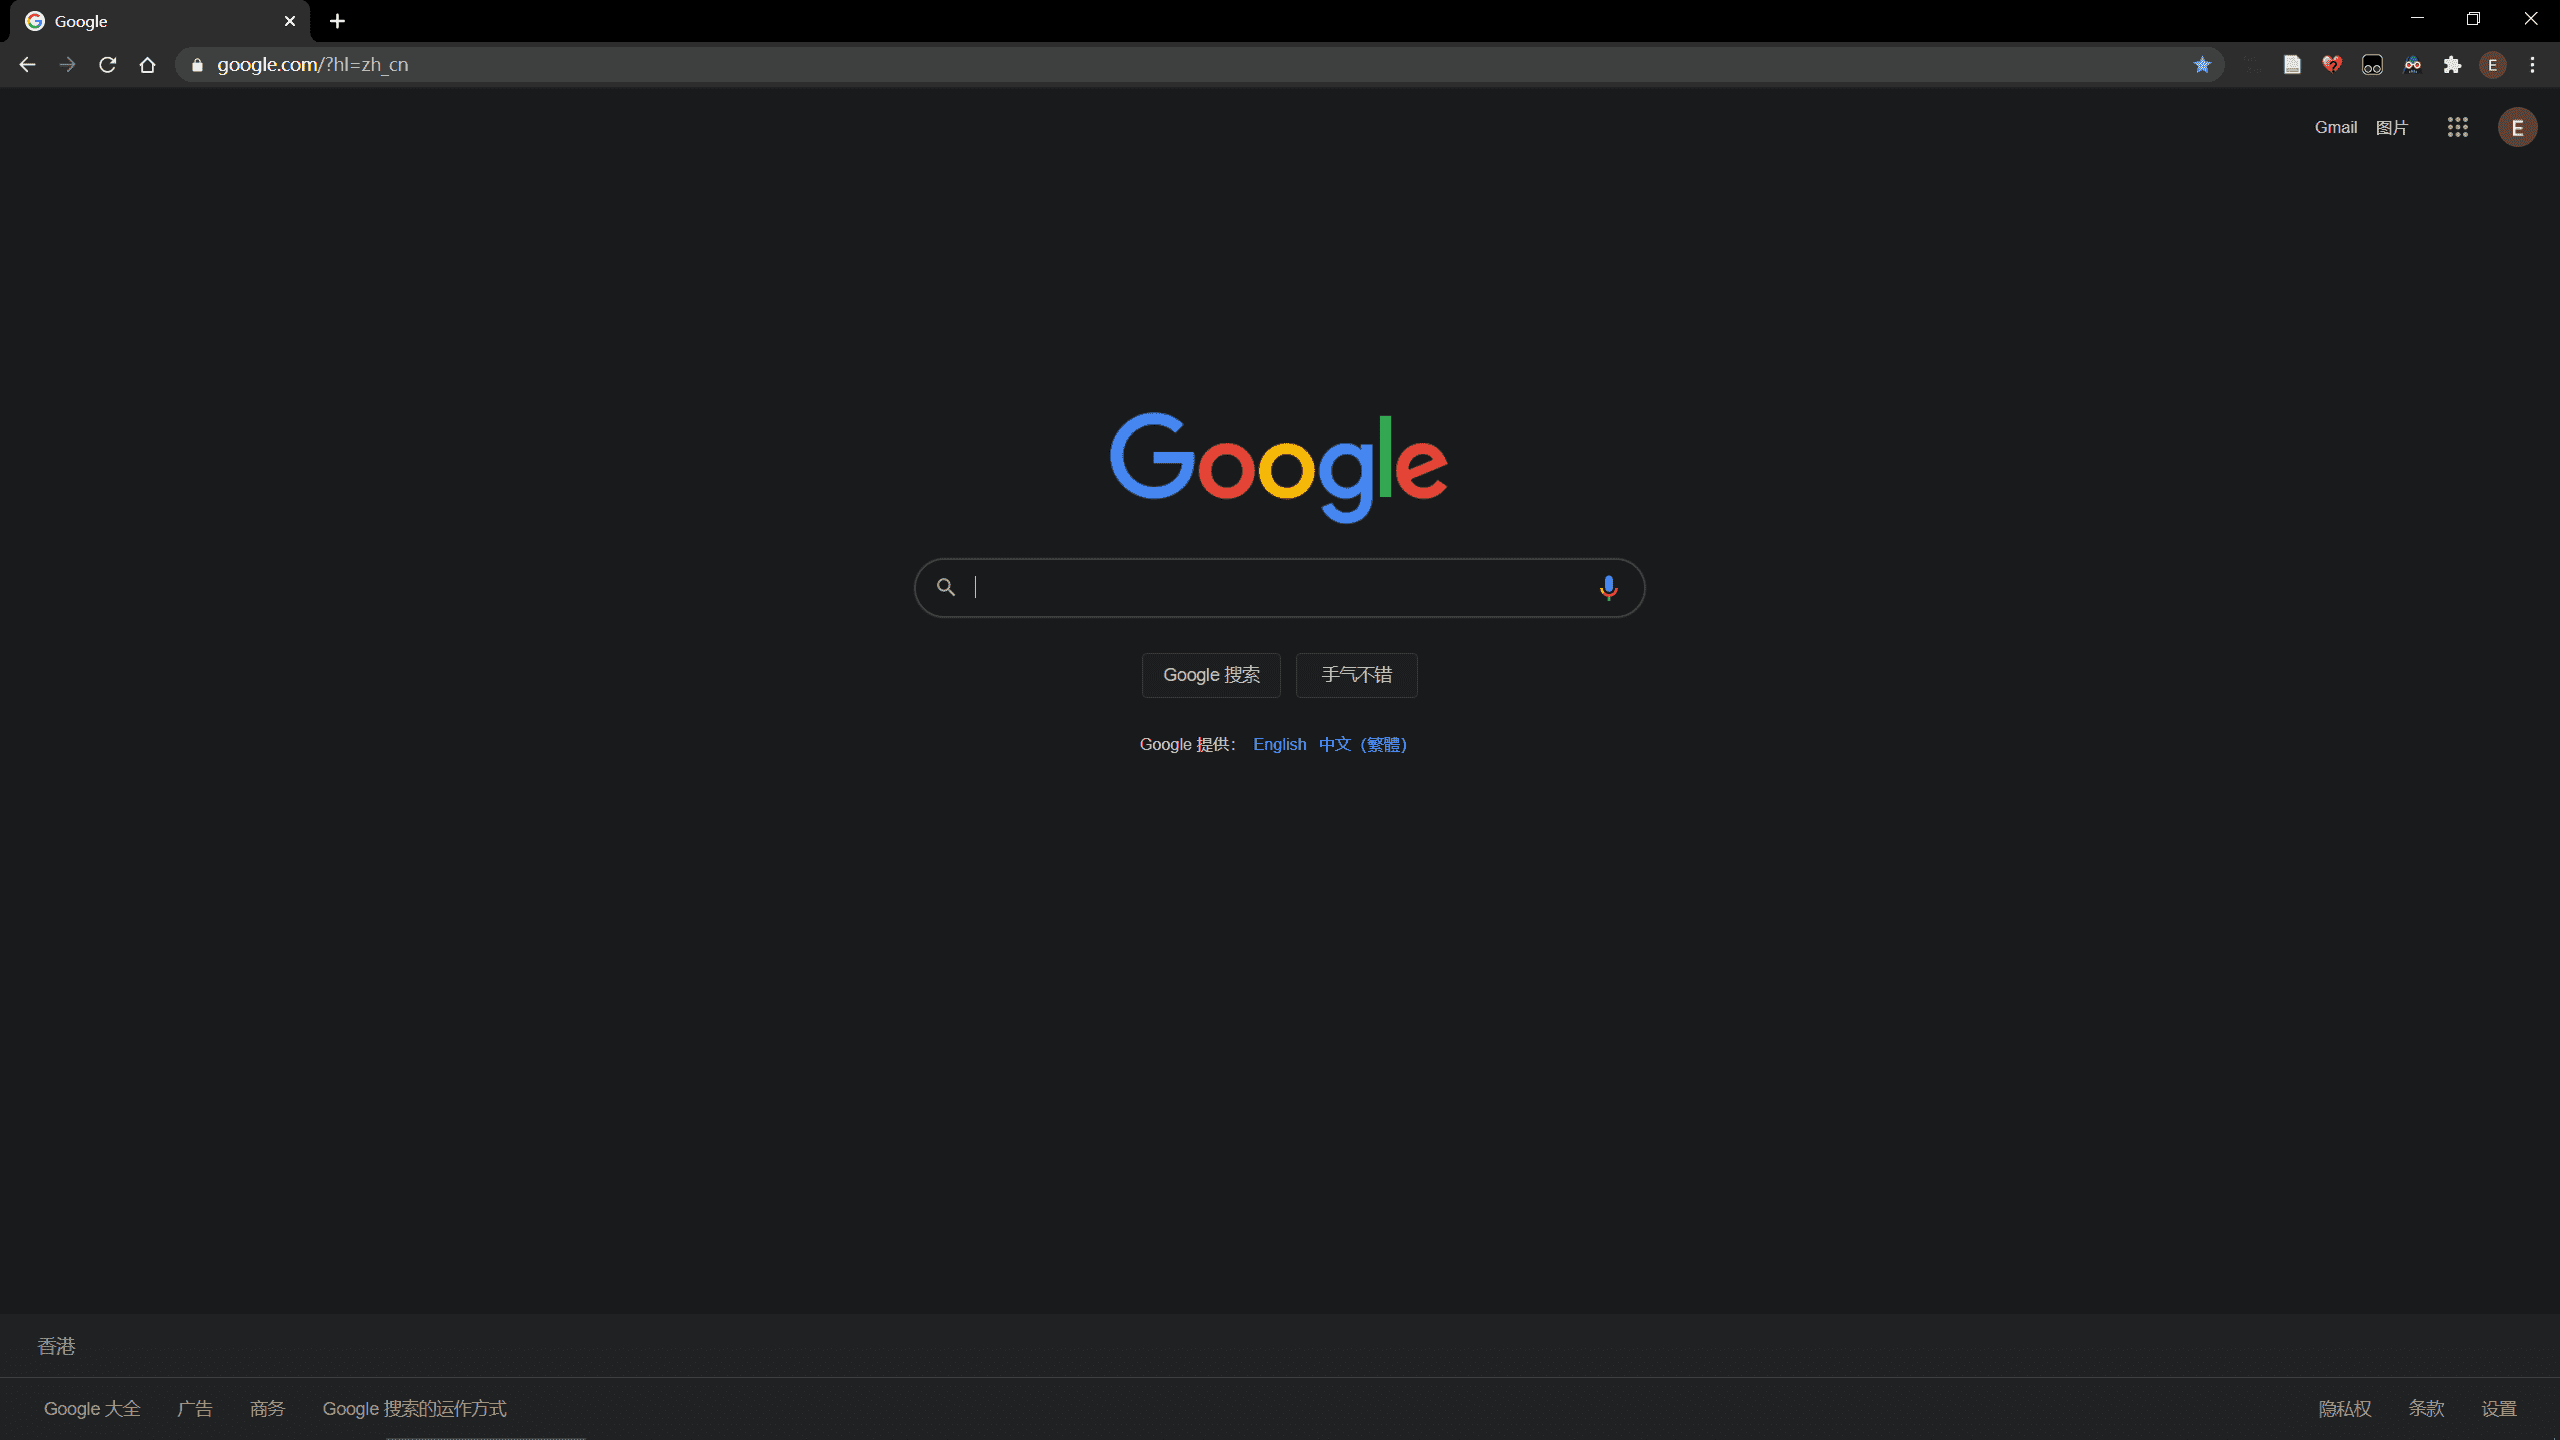 Google
google.com/?hl=zh_cn
E
Gmail 图片 E
Google
Google 搜索 手气不错
Google 提供： English 中文（繁體）
香港
Google 大全 广告 商务 Google 搜索的运作方式 隐私权 条款 设置